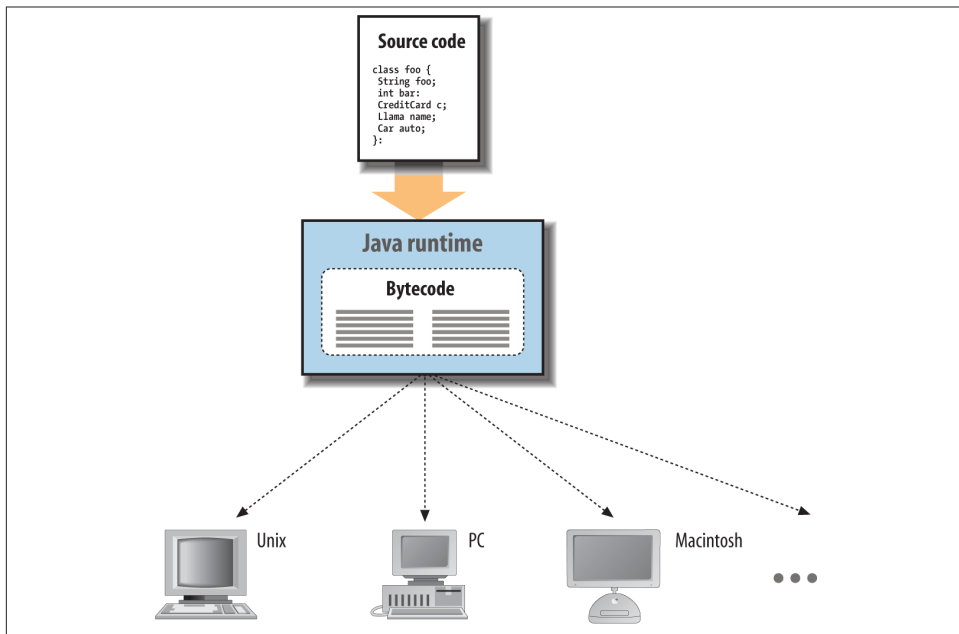 Source code
class foo {
String foo;
int bar:
CreditCard c;
Llama name;
Car auto;
}:
Java runtime
Bytecode
Unix
PC
Macintosh